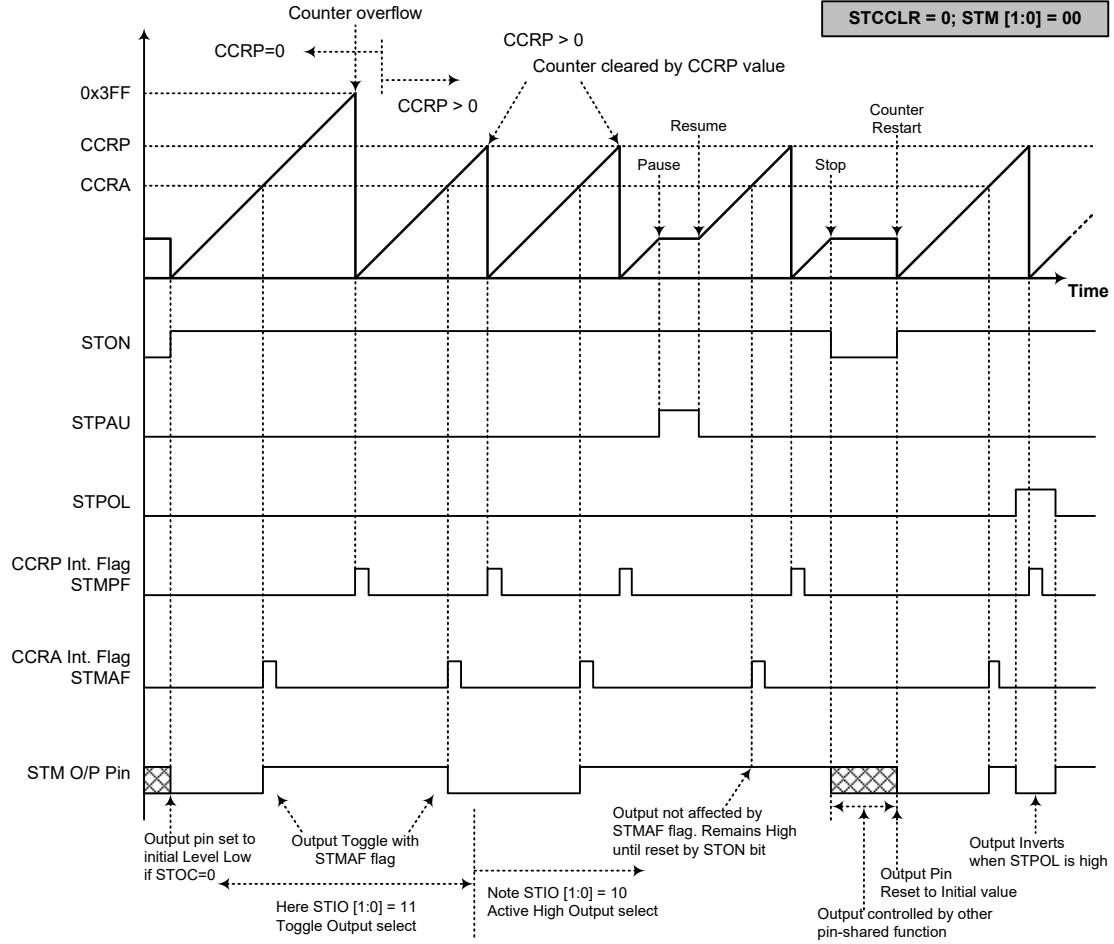 STCCLR = 0; STM [1:0] = 00
Counter overflow
CCRP=0
CCRP > 0
CCRP > 0
Counter cleared by CCRP value
0x3FF
CCRP
CCRA
Pause
Resume
Stop
Counter
Restart
Time
STON
STPAU
STPOL
CCRP Int. Flag
STMPF
CCRA Int. Flag
STMAF
STM O/P Pin
Output pin set to
initial Level Low
if STOC=0
Output Toggle with
STMAF flag
Output not affected by
STMAF flag. Remains High
until reset by STON bit
Output Inverts
when STPOL is high
Output Pin
Reset to Initial value
Here STIO [1:0] = 11
Toggle Output select
Note STIO [1:0] = 10
Active High Output select
Output controlled by other
pin-shared function